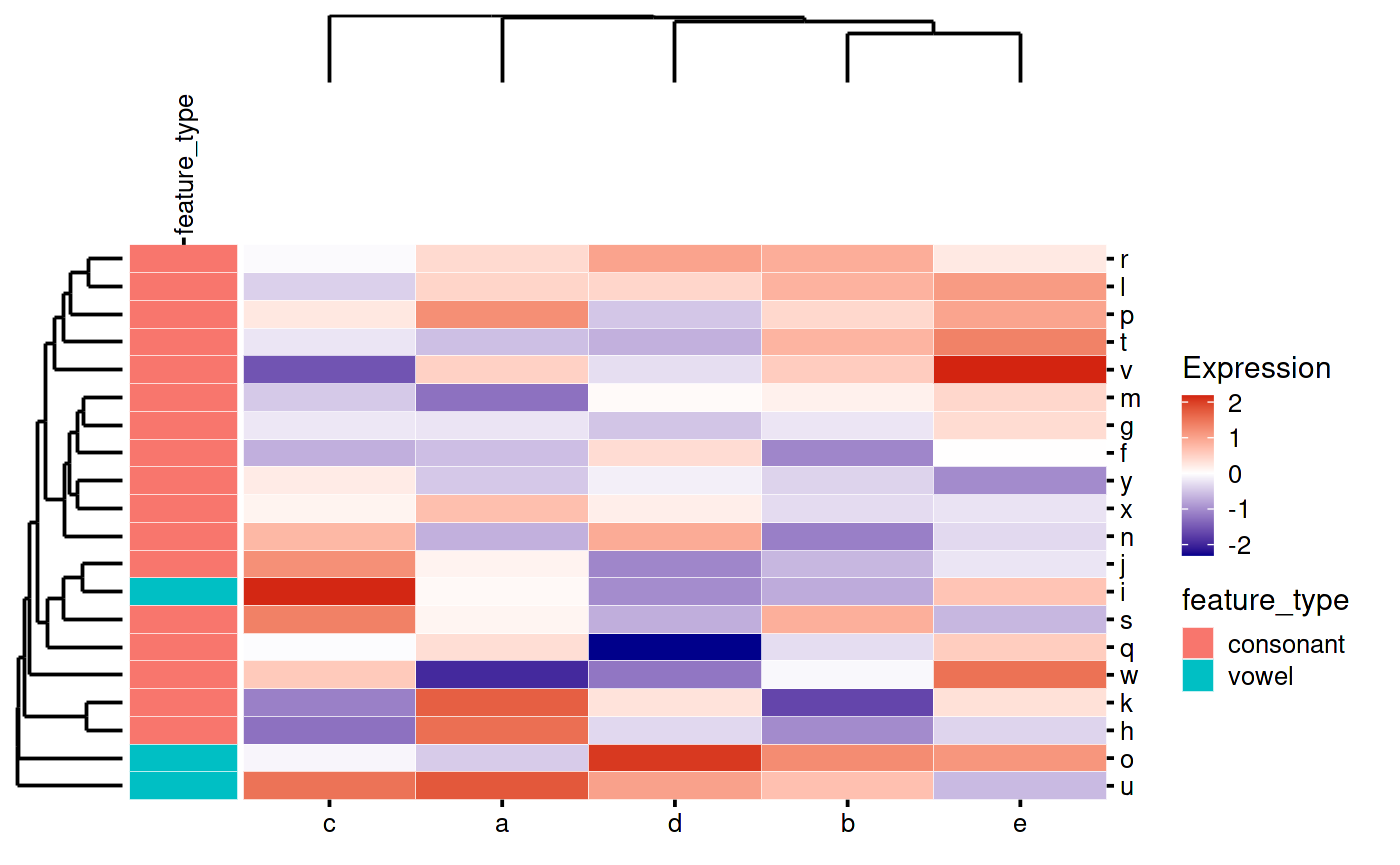 feature_type
r
l
p
t
v
m
g
f
y
x
n
j
i
s
q
w
k
h
o
u
c a d b e
Expression
2
1
0
-1
-2
feature_type
consonant
vowel